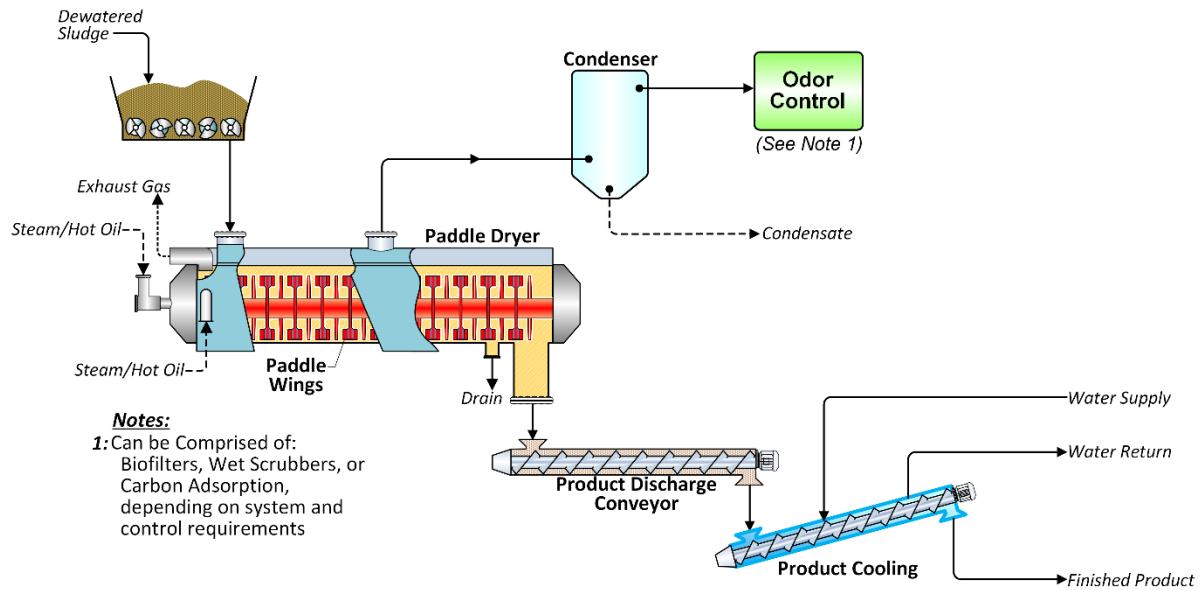 Dewatered
Sludge
Condenser
Odor
Control
(See Note 1)
Exhaust Gas
Steam/Hot Oil
Paddle Dryer
Condensate
Steam/Hot Oil
Paddle
Wings
Drain
Notes:
1: Can be Comprised of:
Biofilters, Wet Scrubbers, or
Carbon Adsorption,
depending on system and
control requirements
Product Discharge
Conveyor
Water Supply
Water Return
Product Cooling
Finished Product